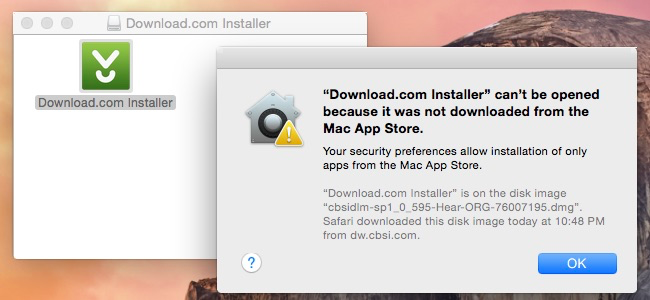 Download.com Installer
Download.com Installer
“Download.com Installer” can’t be opened
because it was not downloaded from the
Mac App Store.
Your security preferences allow installation of only
apps from the Mac App Store.
“Download.com Installer” is on the disk image
“cbsidlm-sp1_0_595-Hear-ORG-76007195.dmg”.
Safari downloaded this disk image today at 10:48 PM
from dw.cbsi.com.
?
OK